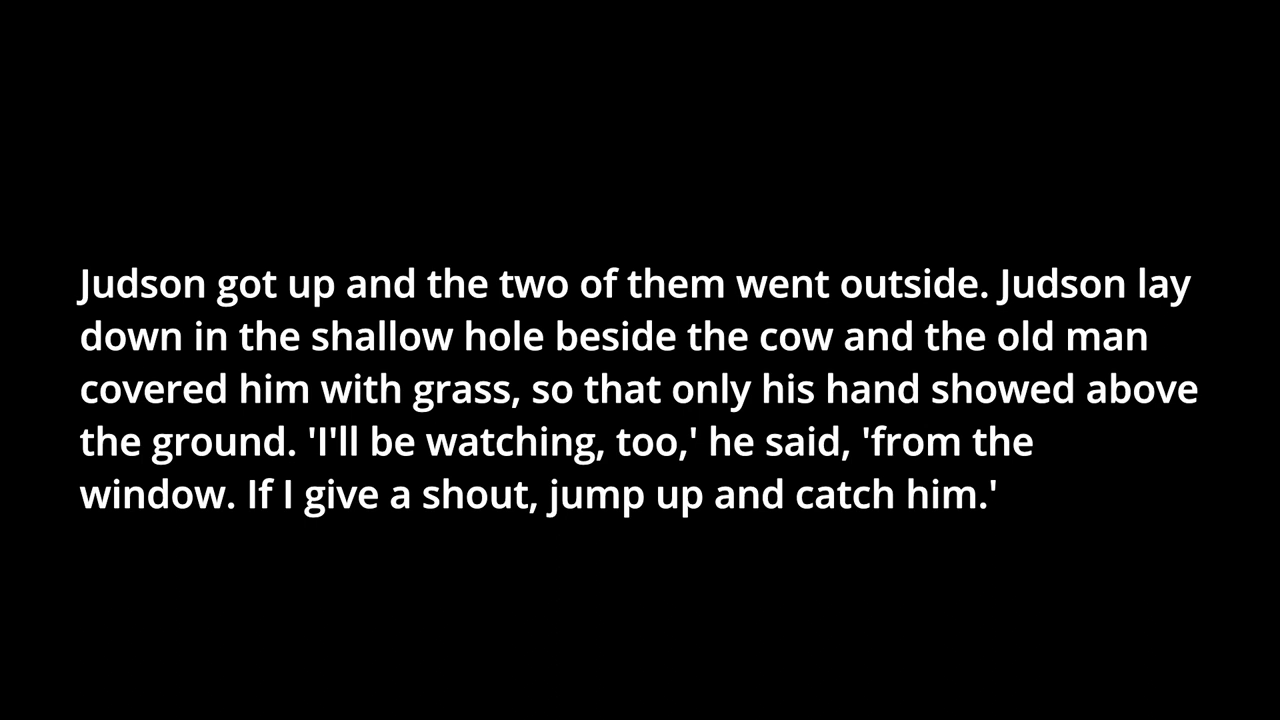 Judson got up and the two of them went outside. Judson lay
down in the shallow hole beside the cow and the old man
covered him with grass, so that only his hand showed above
the ground. 'I'll be watching, too,' he said, 'from the
window. If I give a shout, jump up and catch him.'